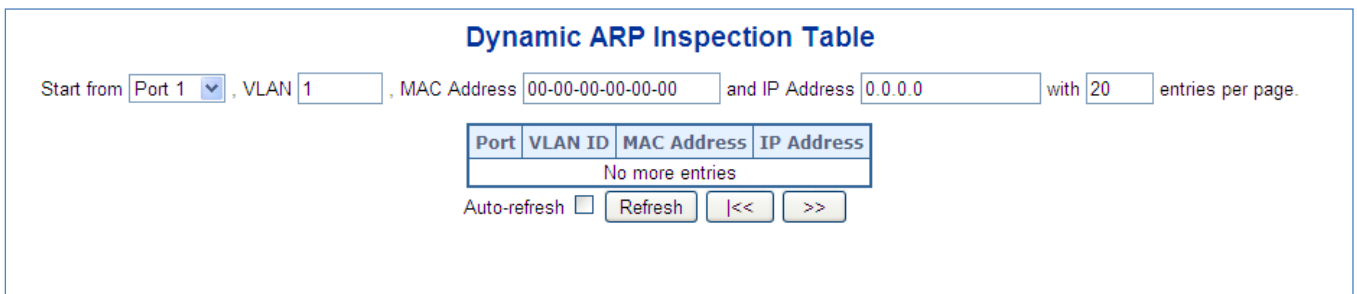 Dynamic ARP Inspection Table
Start from Port 1 , VLAN 1 , MAC Address 00-00-00-00-00-00 and IP Address 0.0.0.0 with 20 entries per page.
Port VLAN ID MAC Address IP Address
No more entries
Auto-refresh Refresh |<< >>